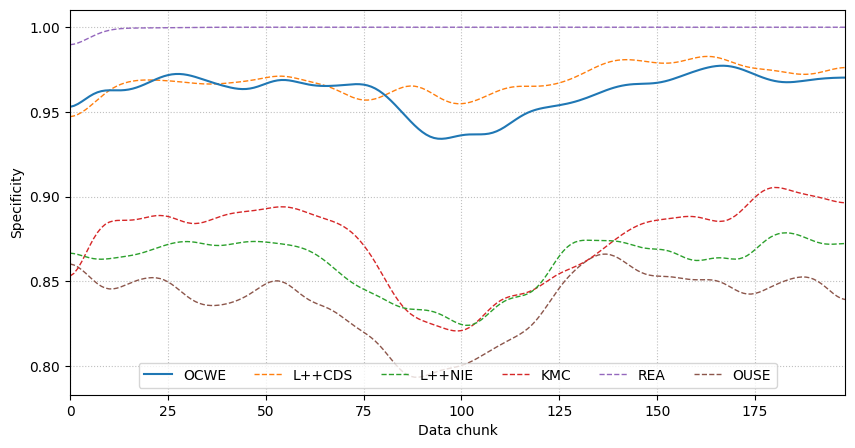 Specificity
1.00
0.95
0.90
0.85
0.80
OCWE L++CDS L++NIE KMC REA OUSE
0 25 50 75 100 125 150 175
Data chunk